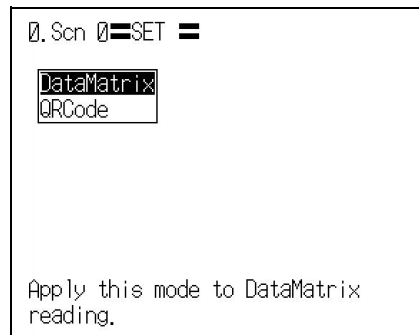 0.Scn 0〓SET 〓
DataMatrix
QRCode
Apply this mode to DataMatrix
reading.